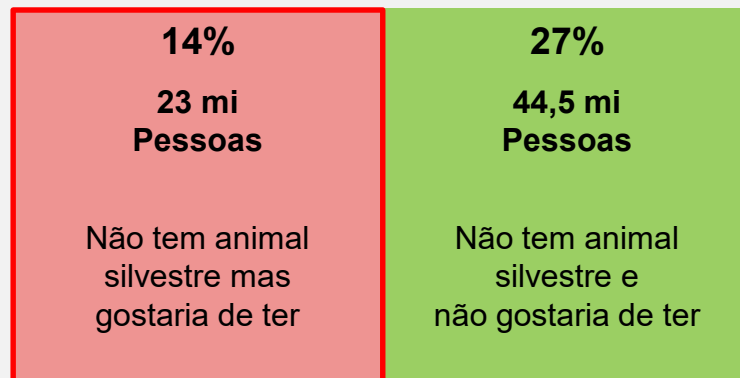 14%
23 mi
Pessoas
Não tem animal
silvestre mas
gostaria de ter
27%
44,5 mi
Pessoas
Não tem animal
silvestre e
não gostaria de ter